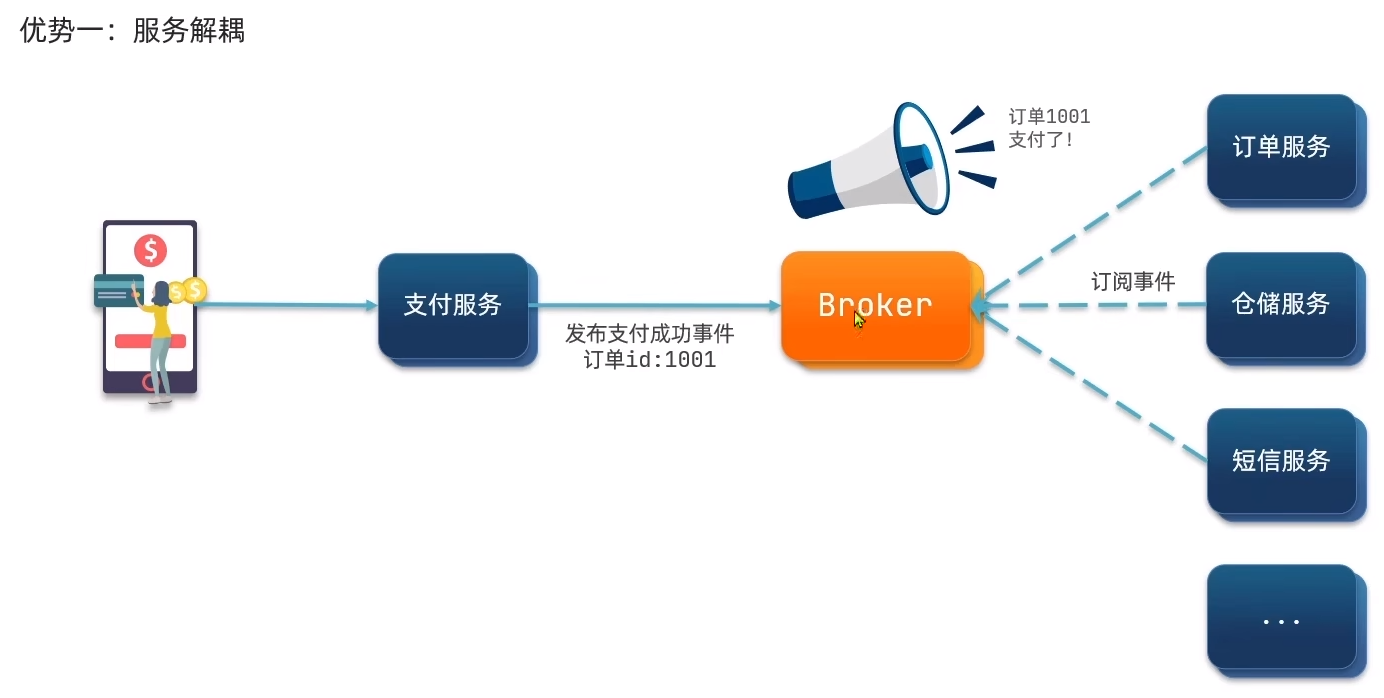 优势一：服务解耦
订单1001
支付了！
订单服务
支付服务
Broker
订阅事件
仓储服务
发布支付成功事件
订单id:1001
短信服务
...